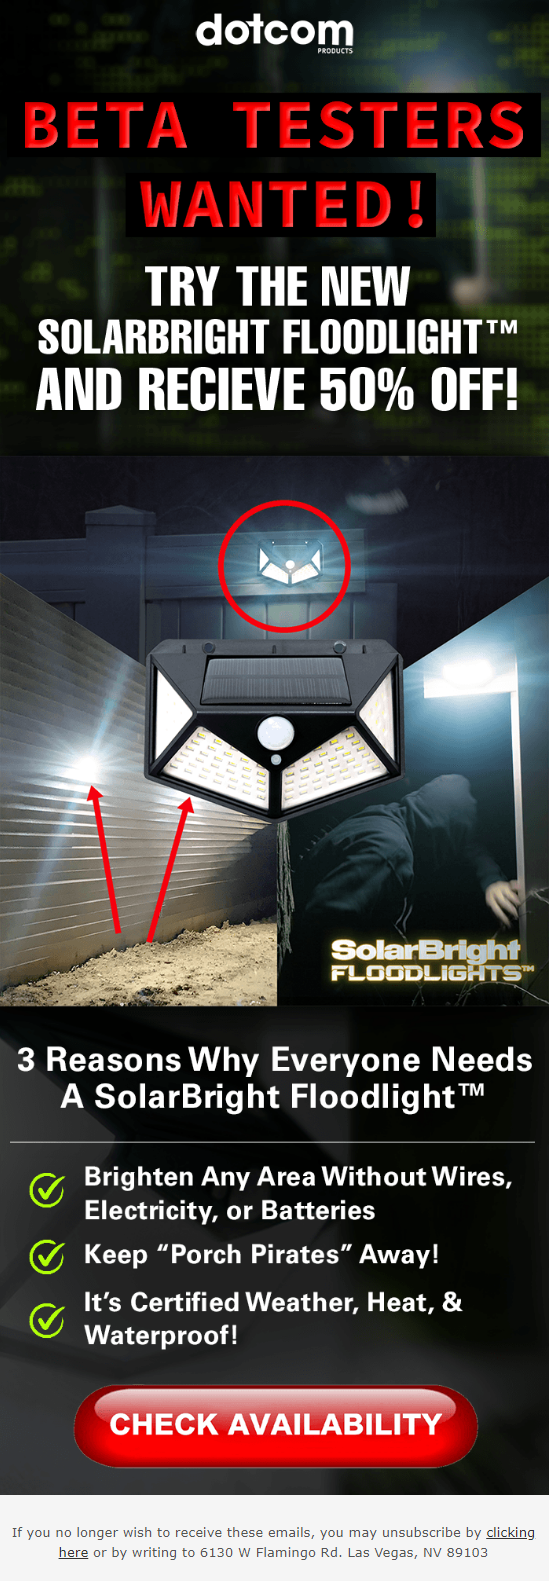 dotcom
PRODUCTS
BETA TESTERS
WANTED!
TRY THE NEW
SOLARBRIGHT FLOODLIGHT™
AND RECIEVE 50% OFF!
SolarBright
FLOODLIGHTS™
3 Reasons Why Everyone Needs
A SolarBright Floodlight™
Brighten Any Area Without Wires,
Electricity, or Batteries
Keep “Porch Pirates” Away!
It’s Certified Weather, Heat, &
Waterproof!
CHECK AVAILABILITY
If you no longer wish to receive these emails, you may unsubscribe by clicking
here or by writing to 6130 W Flamingo Rd. Las Vegas, NV 89103